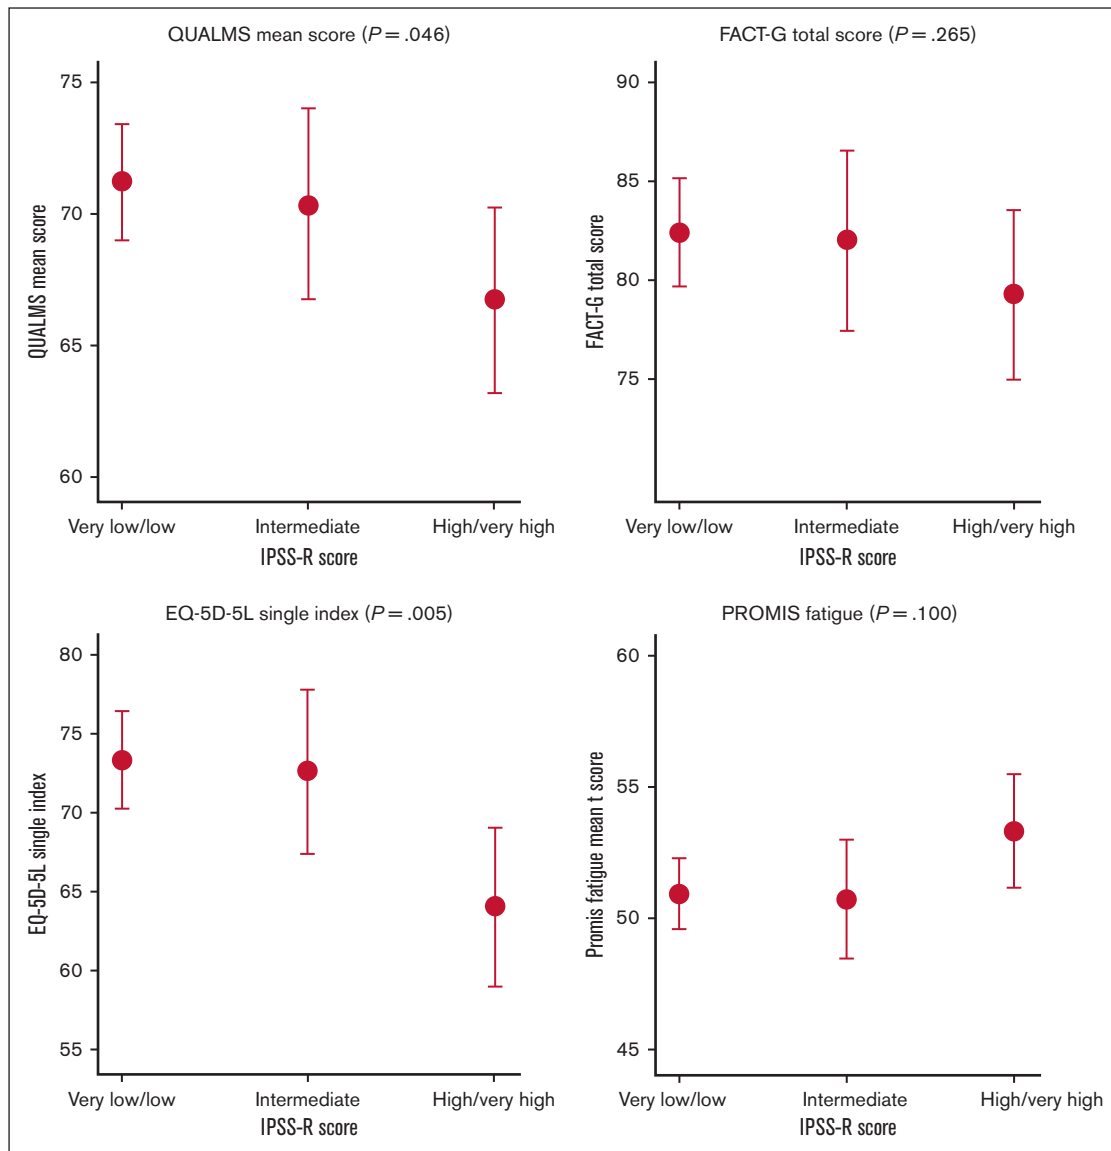 QUALMS mean score (P = .046)
75
70
65
60
QUALMS mean score
Very low/low
Intermediate
High/very high
IPSS-R score
FACT-G total score (P = .265)
90
85
80
75
FACT-G total score
Very low/low
Intermediate
High/very high
IPSS-R score
EQ-5D-5L single index (P = .005)
80
75
70
65
60
55
EQ-5D-5L single index
Very low/low
Intermediate
High/very high
IPSS-R score
PROMIS fatigue (P = .100)
60
55
50
45
Promis fatigue mean t score
Very low/low
Intermediate
High/very high
IPSS-R score